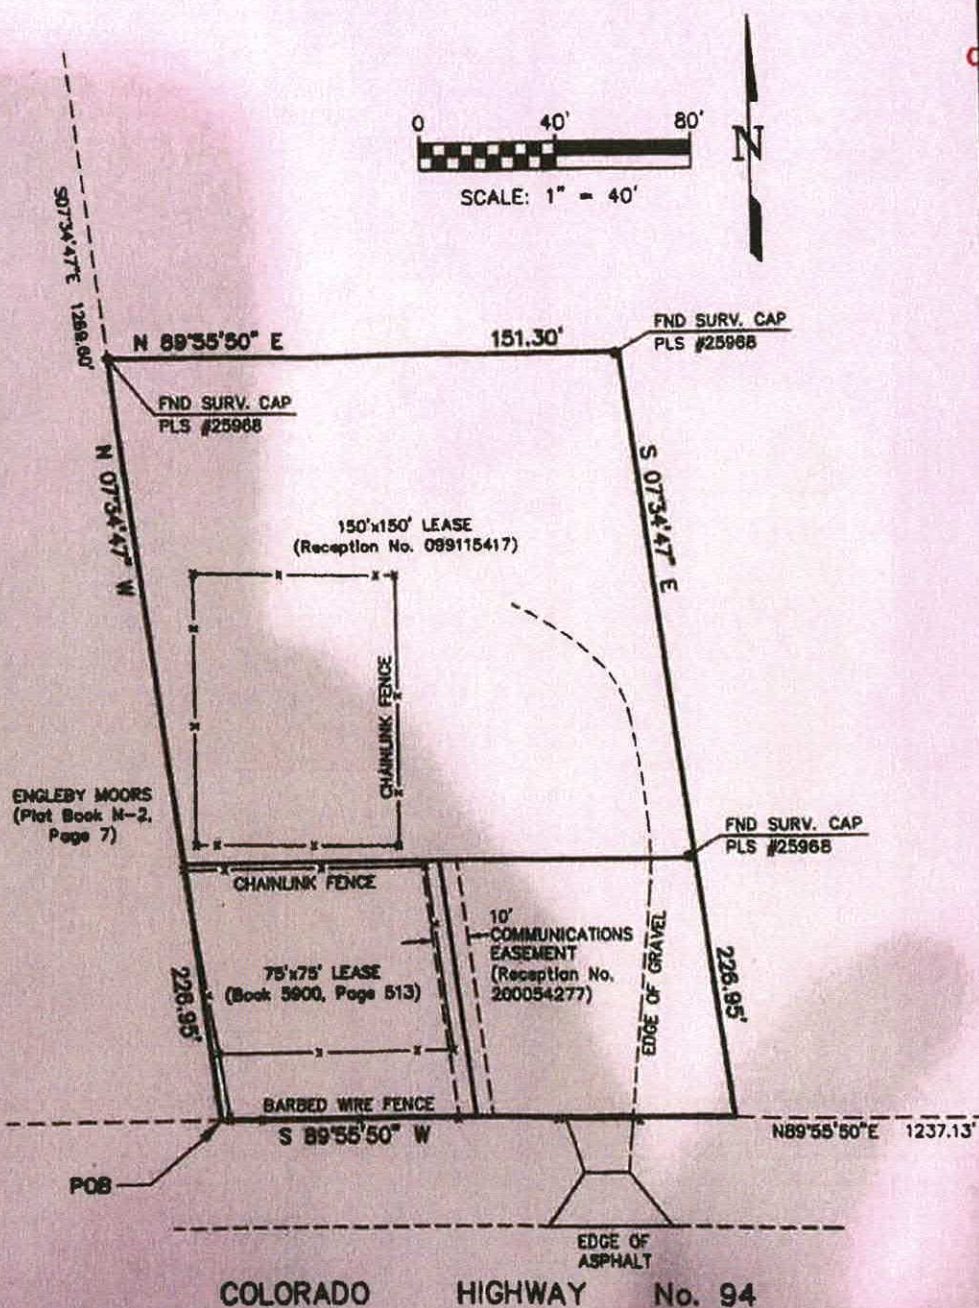 0 40' 80'
N
SCALE: 1" = 40'
S07°34'47"E 1269.60'
N 89°55'50" E 151.30'
FND SURV. CAP
PLS #25968
FND SURV. CAP
PLS #25968
N 07°34'47" W
S 07°34'47" E
150'x150' LEASE
(Reception No. 099115417)
CHAINLINK FENCE
ENGLEBY MOORS
(Plat Book M-2,
Page 7)
FND SURV. CAP
PLS #25968
CHAINLINK FENCE
10'
COMMUNICATIONS
EASEMENT
(Reception No.
200054277)
75'x75' LEASE
(Book 5900, Page 513)
226.95'
EDGE OF GRAVEL
226.95'
BARBED WIRE FENCE
S 89°55'50" W
N89°55'50"E 1237.13'
POB
EDGE OF
ASPHALT
COLORADO HIGHWAY No. 94